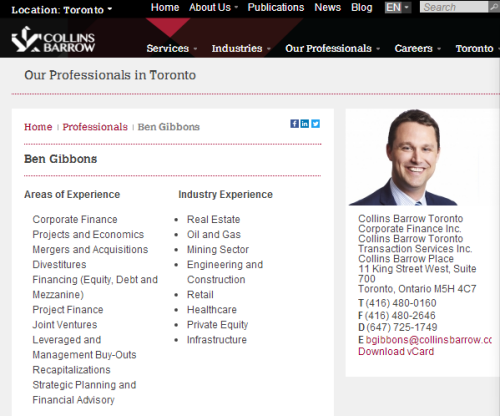 Location: Toronto
Home About Us Publications News Blog EN Search
COLLINS
BARROW
Services Industries Our Professionals Careers Toronto
Our Professionals in Toronto
Home | Professionals | Ben Gibbons
Ben Gibbons
Areas of Experience
Corporate Finance
Projects and Economics
Mergers and Acquisitions
Divestitures
Financing (Equity, Debt and
Mezzanine)
Project Finance
Joint Ventures
Leveraged and
Management Buy-Outs
Recapitalizations
Strategic Planning and
Financial Advisory
Industry Experience
• Real Estate
• Oil and Gas
• Mining Sector
• Engineering and
Construction
• Retail
• Healthcare
• Private Equity
• Infrastructure
Collins Barrow Toronto
Corporate Finance Inc.
Collins Barrow Toronto
Transaction Services Inc.
Collins Barrow Place
11 King Street West, Suite
700
Toronto, Ontario M5H 4C7
T (416) 480-0160
F (416) 480-2646
D (647) 725-1749
E bgibbons@collinsbarrow.cc
Download vCard